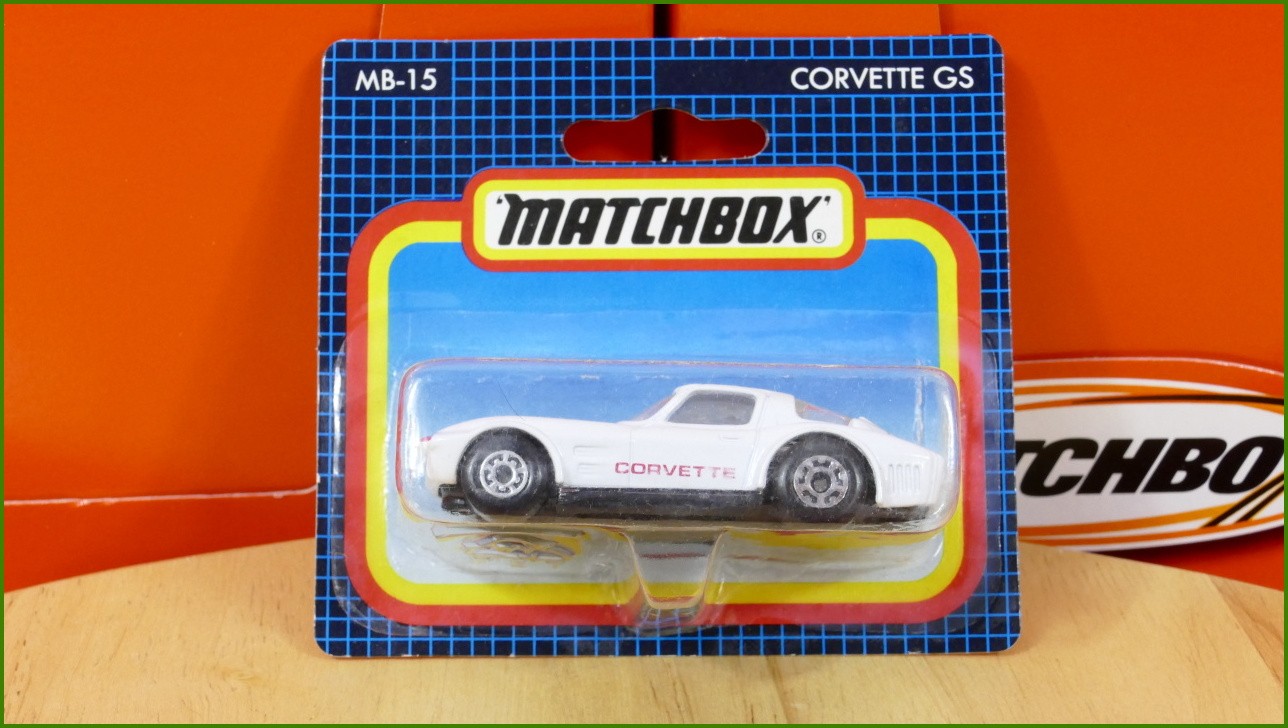 MB-15
CORVETTE GS
'MATCHBOX'®
CORVETTE
TCHBO